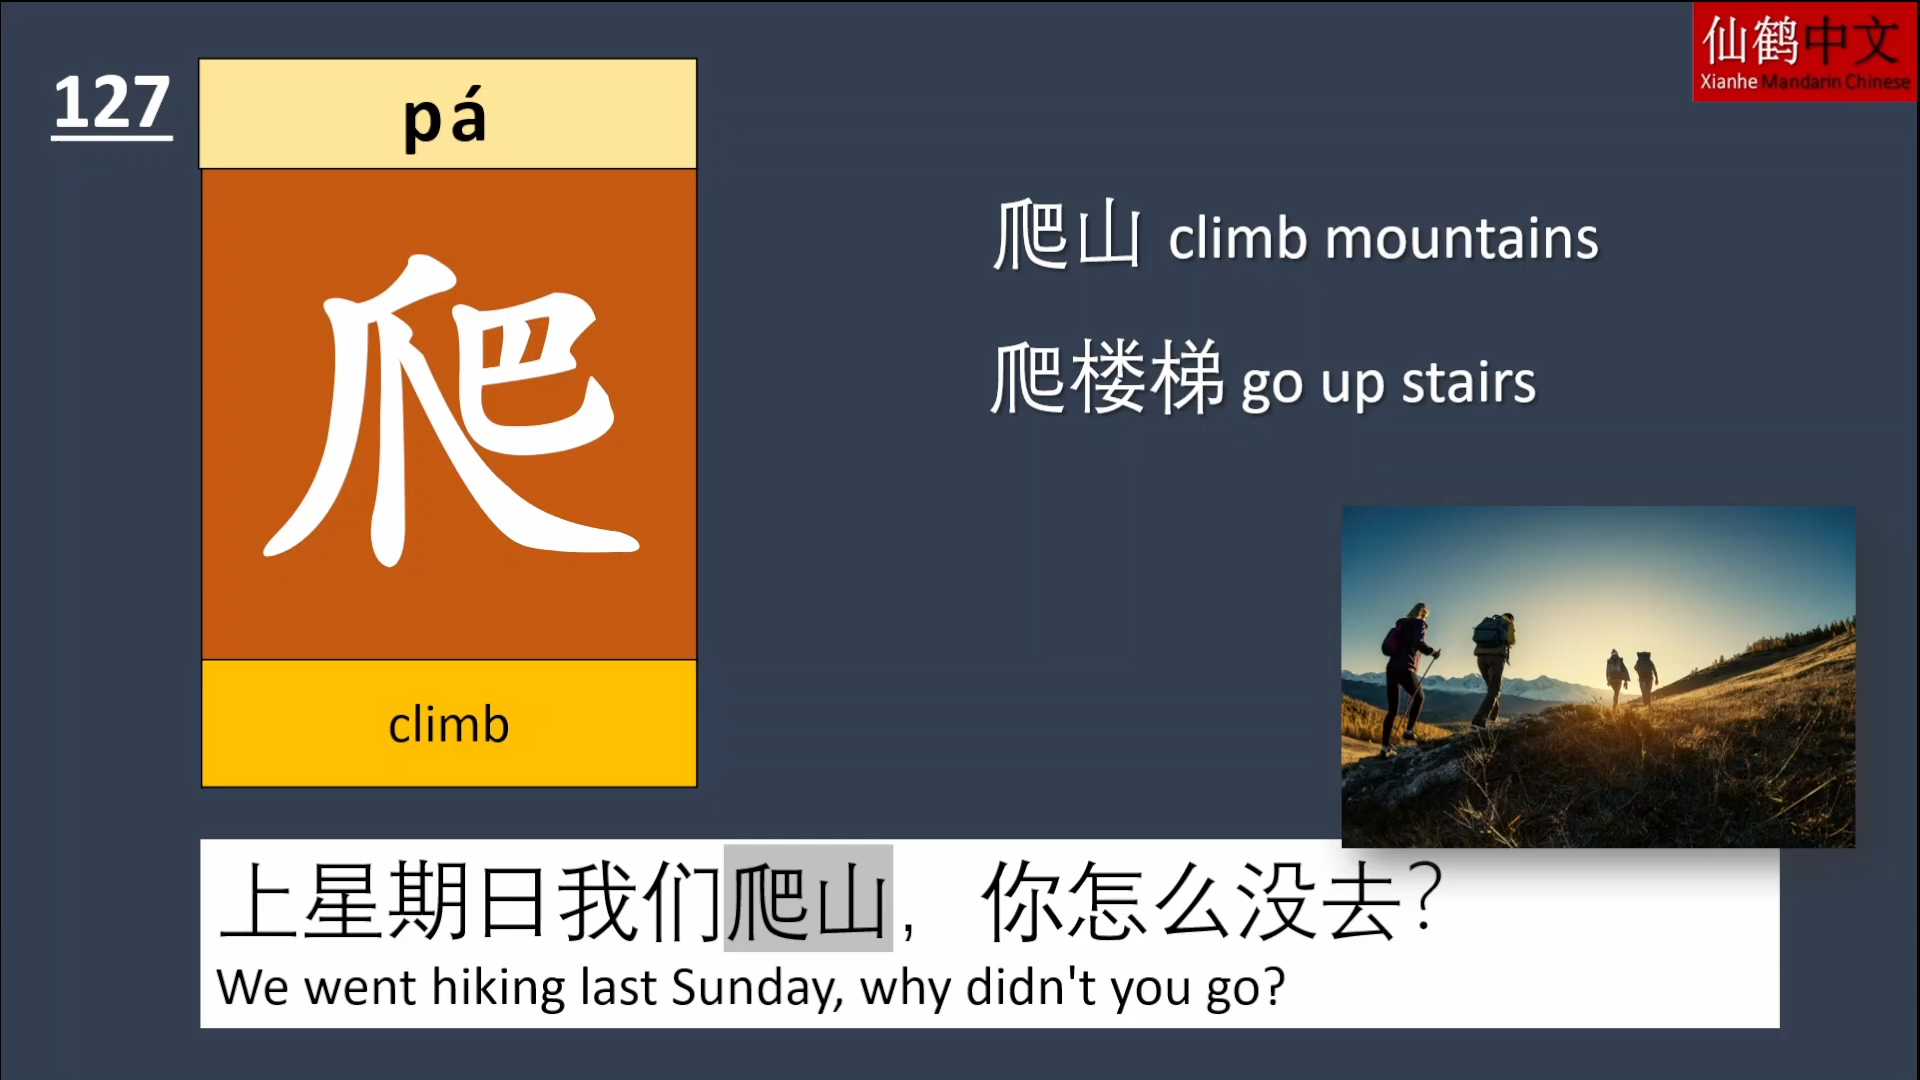 127
pá
爬
climb
仙鹤中文
Xianhe Mandarin Chinese
爬山 climb mountains
爬楼梯 go up stairs
上星期日我们爬山，你怎么没去？
We went hiking last Sunday, why didn't you go?